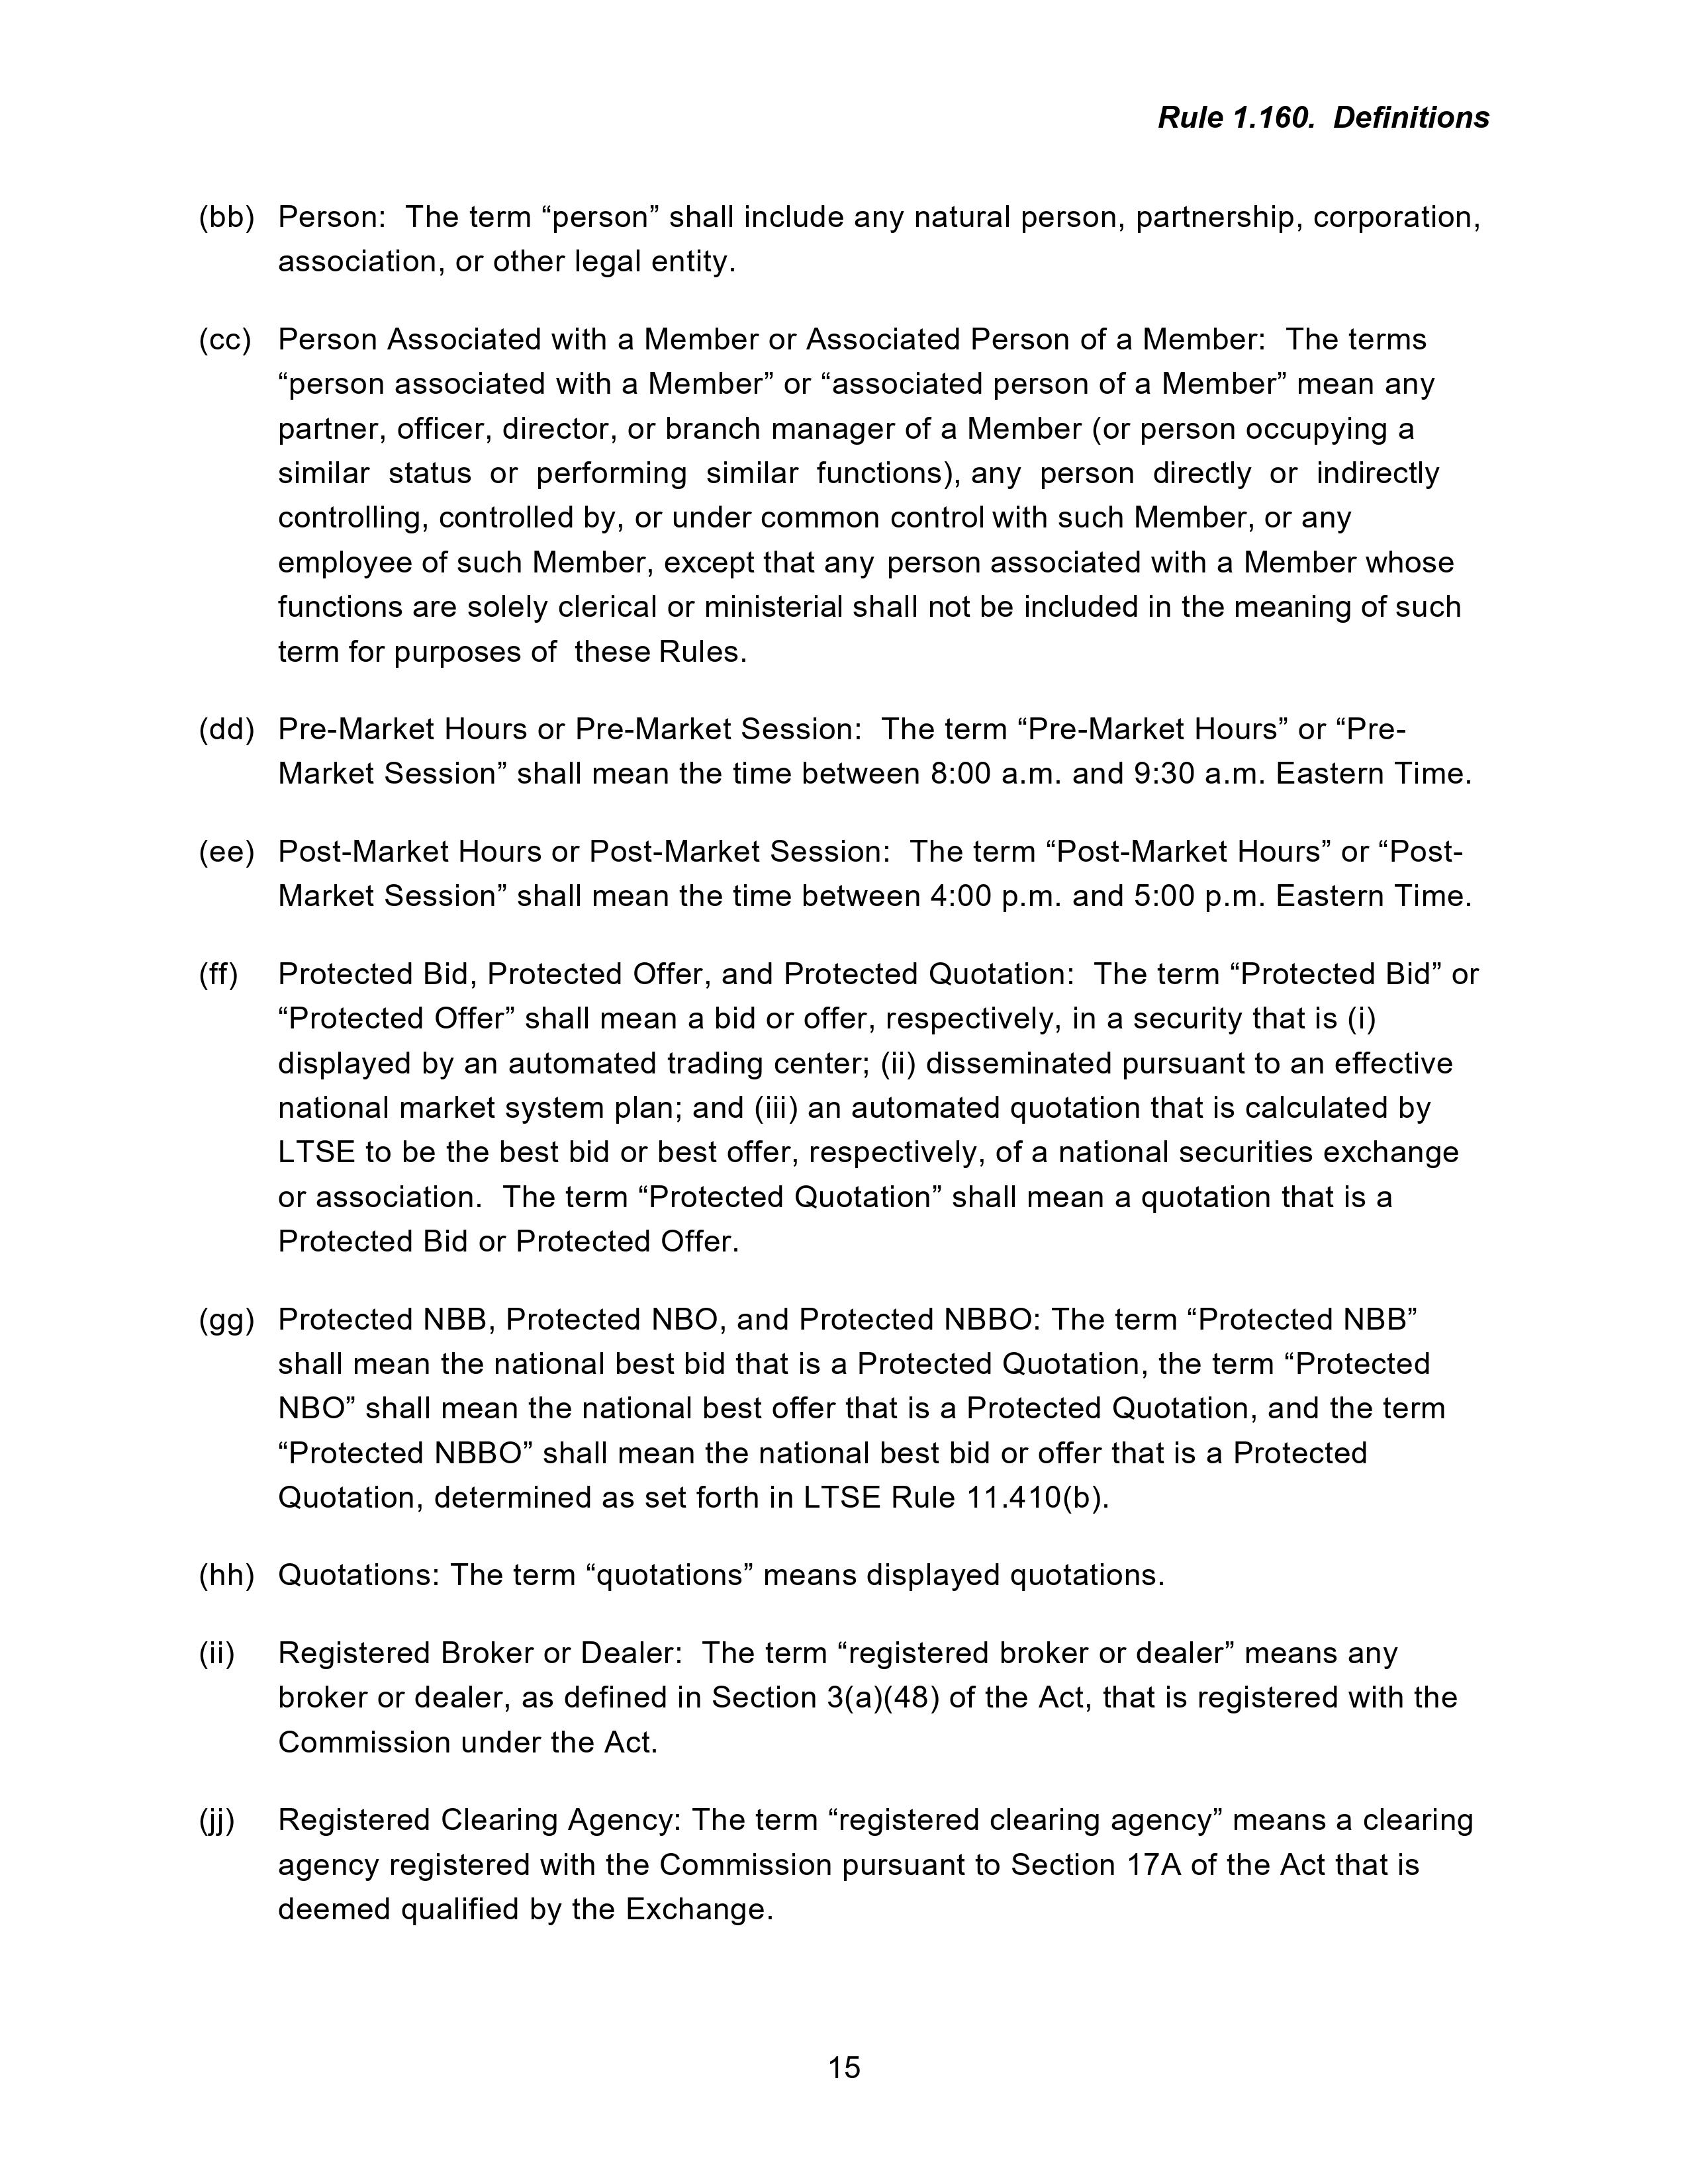 Rule 1.160.  Definitions
(bb) Person:  The term “person” shall include any natural person, partnership, corporation,
association, or other legal entity.
(cc) Person Associated with a Member or Associated Person of a Member:  The terms
“person associated with a Member” or “associated person of a Member” mean any
partner, officer, director, or branch manager of a Member (or person occupying a
similar status or performing similar functions), any person directly or indirectly
controlling, controlled by, or under common control with such Member, or any
employee of such Member, except that any person associated with a Member whose
functions are solely clerical or ministerial shall not be included in the meaning of such
term for purposes of  these Rules.
(dd) Pre-Market Hours or Pre-Market Session:  The term “Pre-Market Hours” or “Pre-
Market Session” shall mean the time between 8:00 a.m. and 9:30 a.m. Eastern Time.
(ee) Post-Market Hours or Post-Market Session:  The term “Post-Market Hours” or “Post-
Market Session” shall mean the time between 4:00 p.m. and 5:00 p.m. Eastern Time.
(ff) Protected Bid, Protected Offer, and Protected Quotation:  The term “Protected Bid” or
“Protected Offer” shall mean a bid or offer, respectively, in a security that is (i)
displayed by an automated trading center; (ii) disseminated pursuant to an effective
national market system plan; and (iii) an automated quotation that is calculated by
LTSE to be the best bid or best offer, respectively, of a national securities exchange
or association.  The term “Protected Quotation” shall mean a quotation that is a
Protected Bid or Protected Offer.
(gg) Protected NBB, Protected NBO, and Protected NBBO: The term “Protected NBB”
shall mean the national best bid that is a Protected Quotation, the term “Protected
NBO” shall mean the national best offer that is a Protected Quotation, and the term
“Protected NBBO” shall mean the national best bid or offer that is a Protected
Quotation, determined as set forth in LTSE Rule 11.410(b).
(hh) Quotations: The term “quotations” means displayed quotations.
(ii) Registered Broker or Dealer:  The term “registered broker or dealer” means any
broker or dealer, as defined in Section 3(a)(48) of the Act, that is registered with the
Commission under the Act.
(jj) Registered Clearing Agency: The term “registered clearing agency” means a clearing
agency registered with the Commission pursuant to Section 17A of the Act that is
deemed qualified by the Exchange.
15